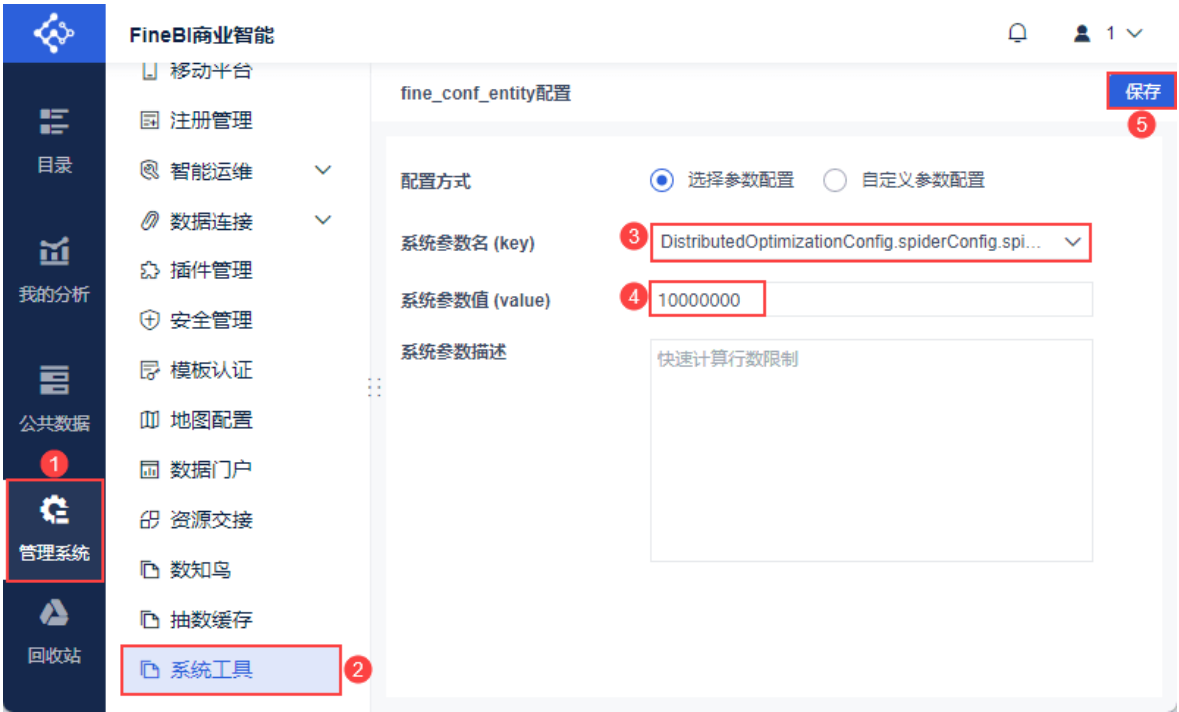 FineBI商业智能
1
目录
我的分析
公共数据
1
管理系统
回收站
移动平台
注册管理
智能运维
数据连接
插件管理
安全管理
模板认证
地图配置
数据门户
资源交接
数知鸟
抽数缓存
系统工具
2
fine_conf_entity配置
保存
5
配置方式
选择参数配置
自定义参数配置
系统参数名 (key)
3
DistributedOptimizationConfig.spiderConfig.spi...
系统参数值 (value)
4
10000000
系统参数描述
快速计算行数限制